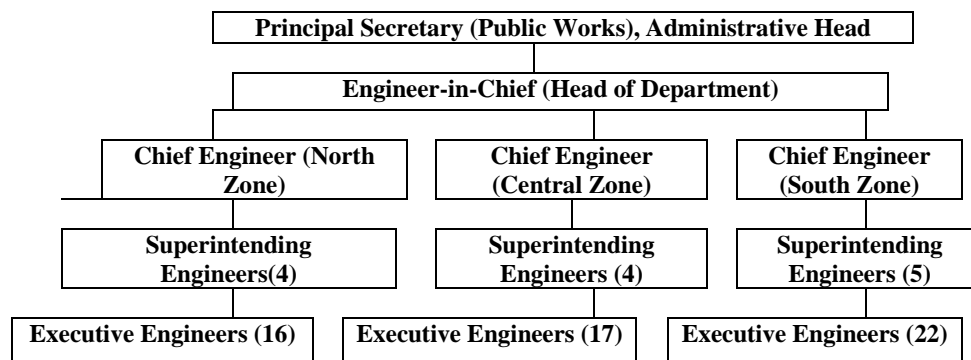 Principal Secretary (Public Works), Administrative Head
Engineer-in-Chief (Head of Department)
Chief Engineer (North
Zone)
Chief Engineer
(Central Zone)
Chief Engineer
(South Zone)
Superintending
Engineers(4)
Superintending
Engineers (4)
Superintending
Engineers (5)
Executive Engineers (16)
Executive Engineers (17)
Executive Engineers (22)